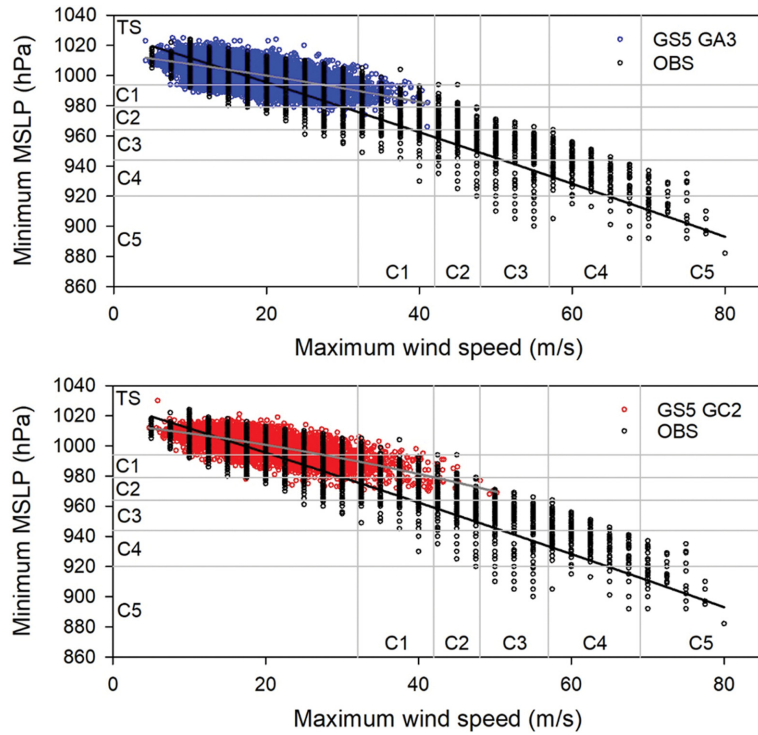 1040
TS
1020
1000
C1
980
C2
960
C3
940
C4
920
900
C5
880
860
Minimum MSLP (hPa)
GS5 GA3
OBS
C1 C2 C3 C4 C5
0 20 40 60 80
Maximum wind speed (m/s)
1040
TS
1020
1000
C1
980
C2
960
C3
940
C4
920
900
C5
880
860
Minimum MSLP (hPa)
GS5 GC2
OBS
C1 C2 C3 C4 C5
0 20 40 60 80
Maximum wind speed (m/s)